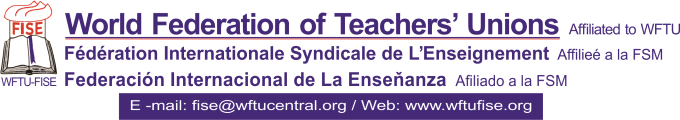 FISE
WFTU-FISE
World Federation of Teachers’ Unions Affiliated to WFTU
Fédération Internationale Syndicale de L’Enseignement Affilieé a la FSM
Federación Internacional de La Enseňanza Afiliado a la FSM
E -mail: fise@wftucentral.org / Web: www.wftufise.org